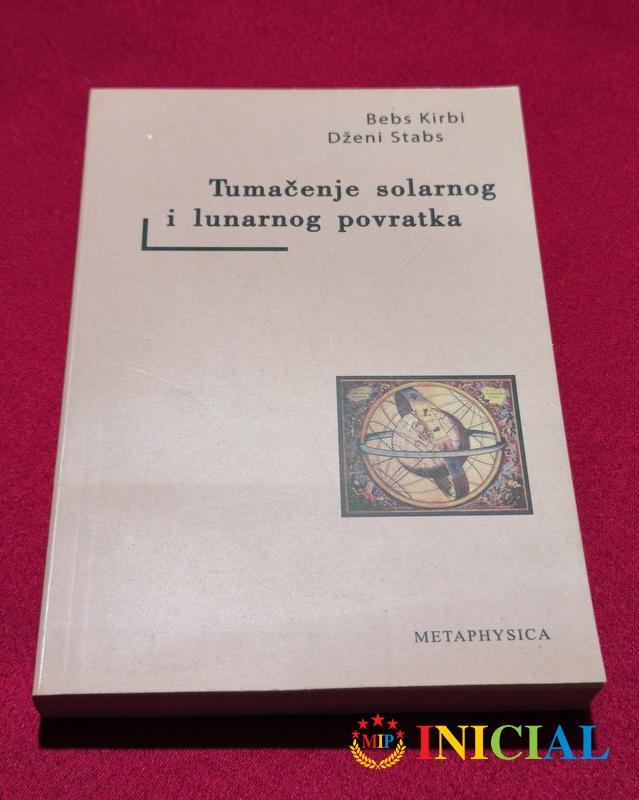 Bebs Kirbi
Dženi Stabs
Tumačenje solarnog
i lunarnog povratka
METAPHYSICA
MIP
INICIAL